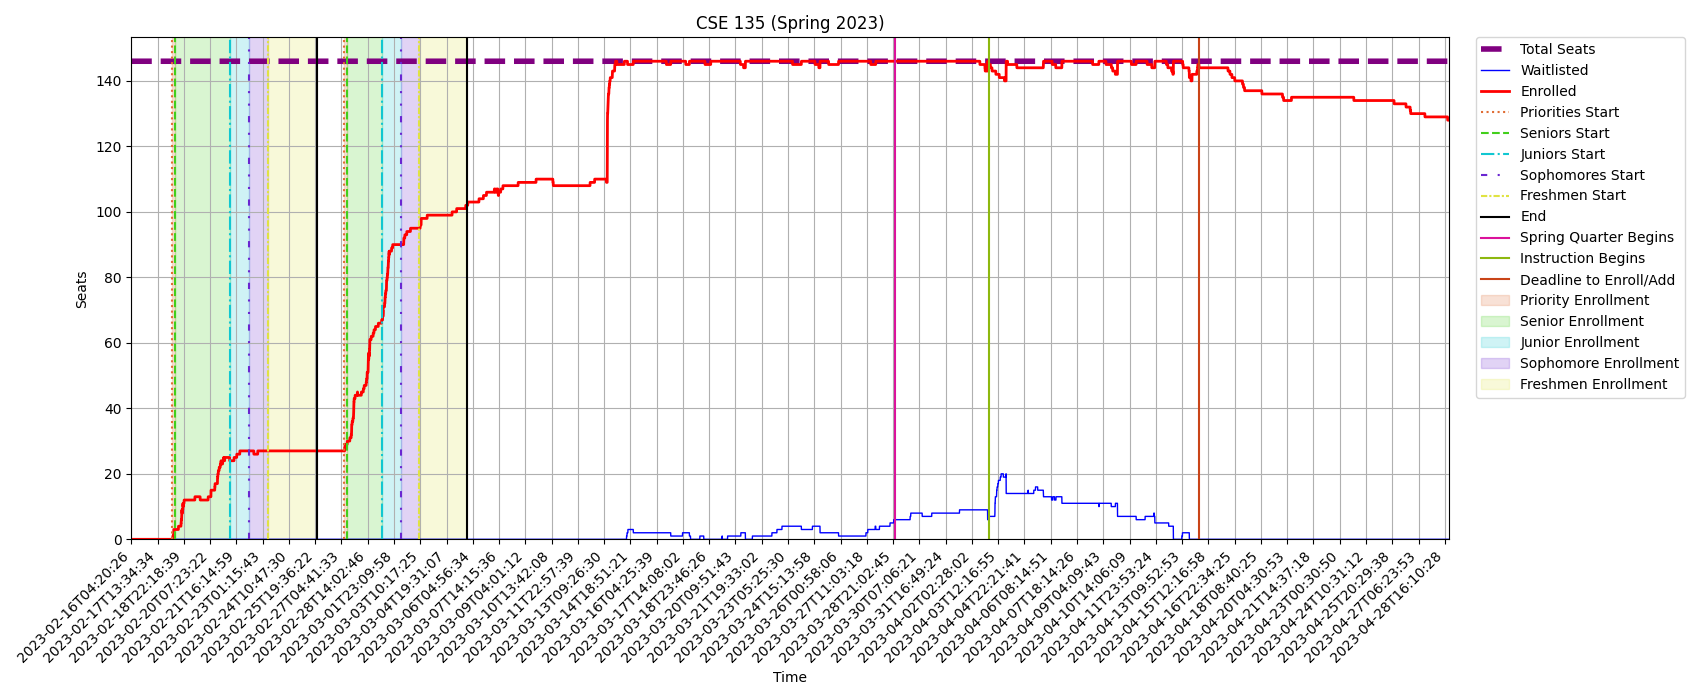 CSE 135 (Spring 2023)
Seats
140
120
100
80
60
40
20
0
2023-02-16T04:20:26
2023-02-17T13:34:34
2023-02-18T22:18:39
2023-02-20T07:23:22
2023-02-21T16:14:59
2023-02-23T01:15:43
2023-02-24T10:47:30
2023-02-25T19:36:22
2023-02-27T04:41:33
2023-02-28T14:02:46
2023-03-01T23:09:58
2023-03-03T10:17:25
2023-03-04T19:31:07
2023-03-06T04:56:34
2023-03-07T14:15:36
2023-03-09T04:01:12
2023-03-10T13:42:08
2023-03-11T22:57:39
2023-03-13T09:26:30
2023-03-14T18:51:21
2023-03-16T04:25:39
2023-03-17T14:08:02
2023-03-18T23:46:26
2023-03-20T09:51:43
2023-03-21T19:33:02
2023-03-23T05:25:30
2023-03-24T15:13:58
2023-03-26T00:58:06
2023-03-27T11:03:18
2023-03-28T21:02:45
2023-03-30T07:06:21
2023-03-31T16:49:24
2023-04-02T02:28:02
2023-04-03T12:16:55
2023-04-04T22:21:41
2023-04-06T08:14:51
2023-04-07T18:14:26
2023-04-09T04:09:43
2023-04-10T14:06:09
2023-04-11T23:53:24
2023-04-13T09:52:53
2023-04-15T12:16:58
2023-04-16T22:34:25
2023-04-18T08:40:25
2023-04-20T04:30:53
2023-04-21T14:37:18
2023-04-23T00:30:50
2023-04-24T10:31:12
2023-04-25T20:29:38
2023-04-27T06:23:53
2023-04-28T16:10:28
Time
Total Seats
Waitlisted
Enrolled
Priorities Start
Seniors Start
Juniors Start
Sophomores Start
Freshmen Start
End
Spring Quarter Begins
Instruction Begins
Deadline to Enroll/Add
Priority Enrollment
Senior Enrollment
Junior Enrollment
Sophomore Enrollment
Freshmen Enrollment